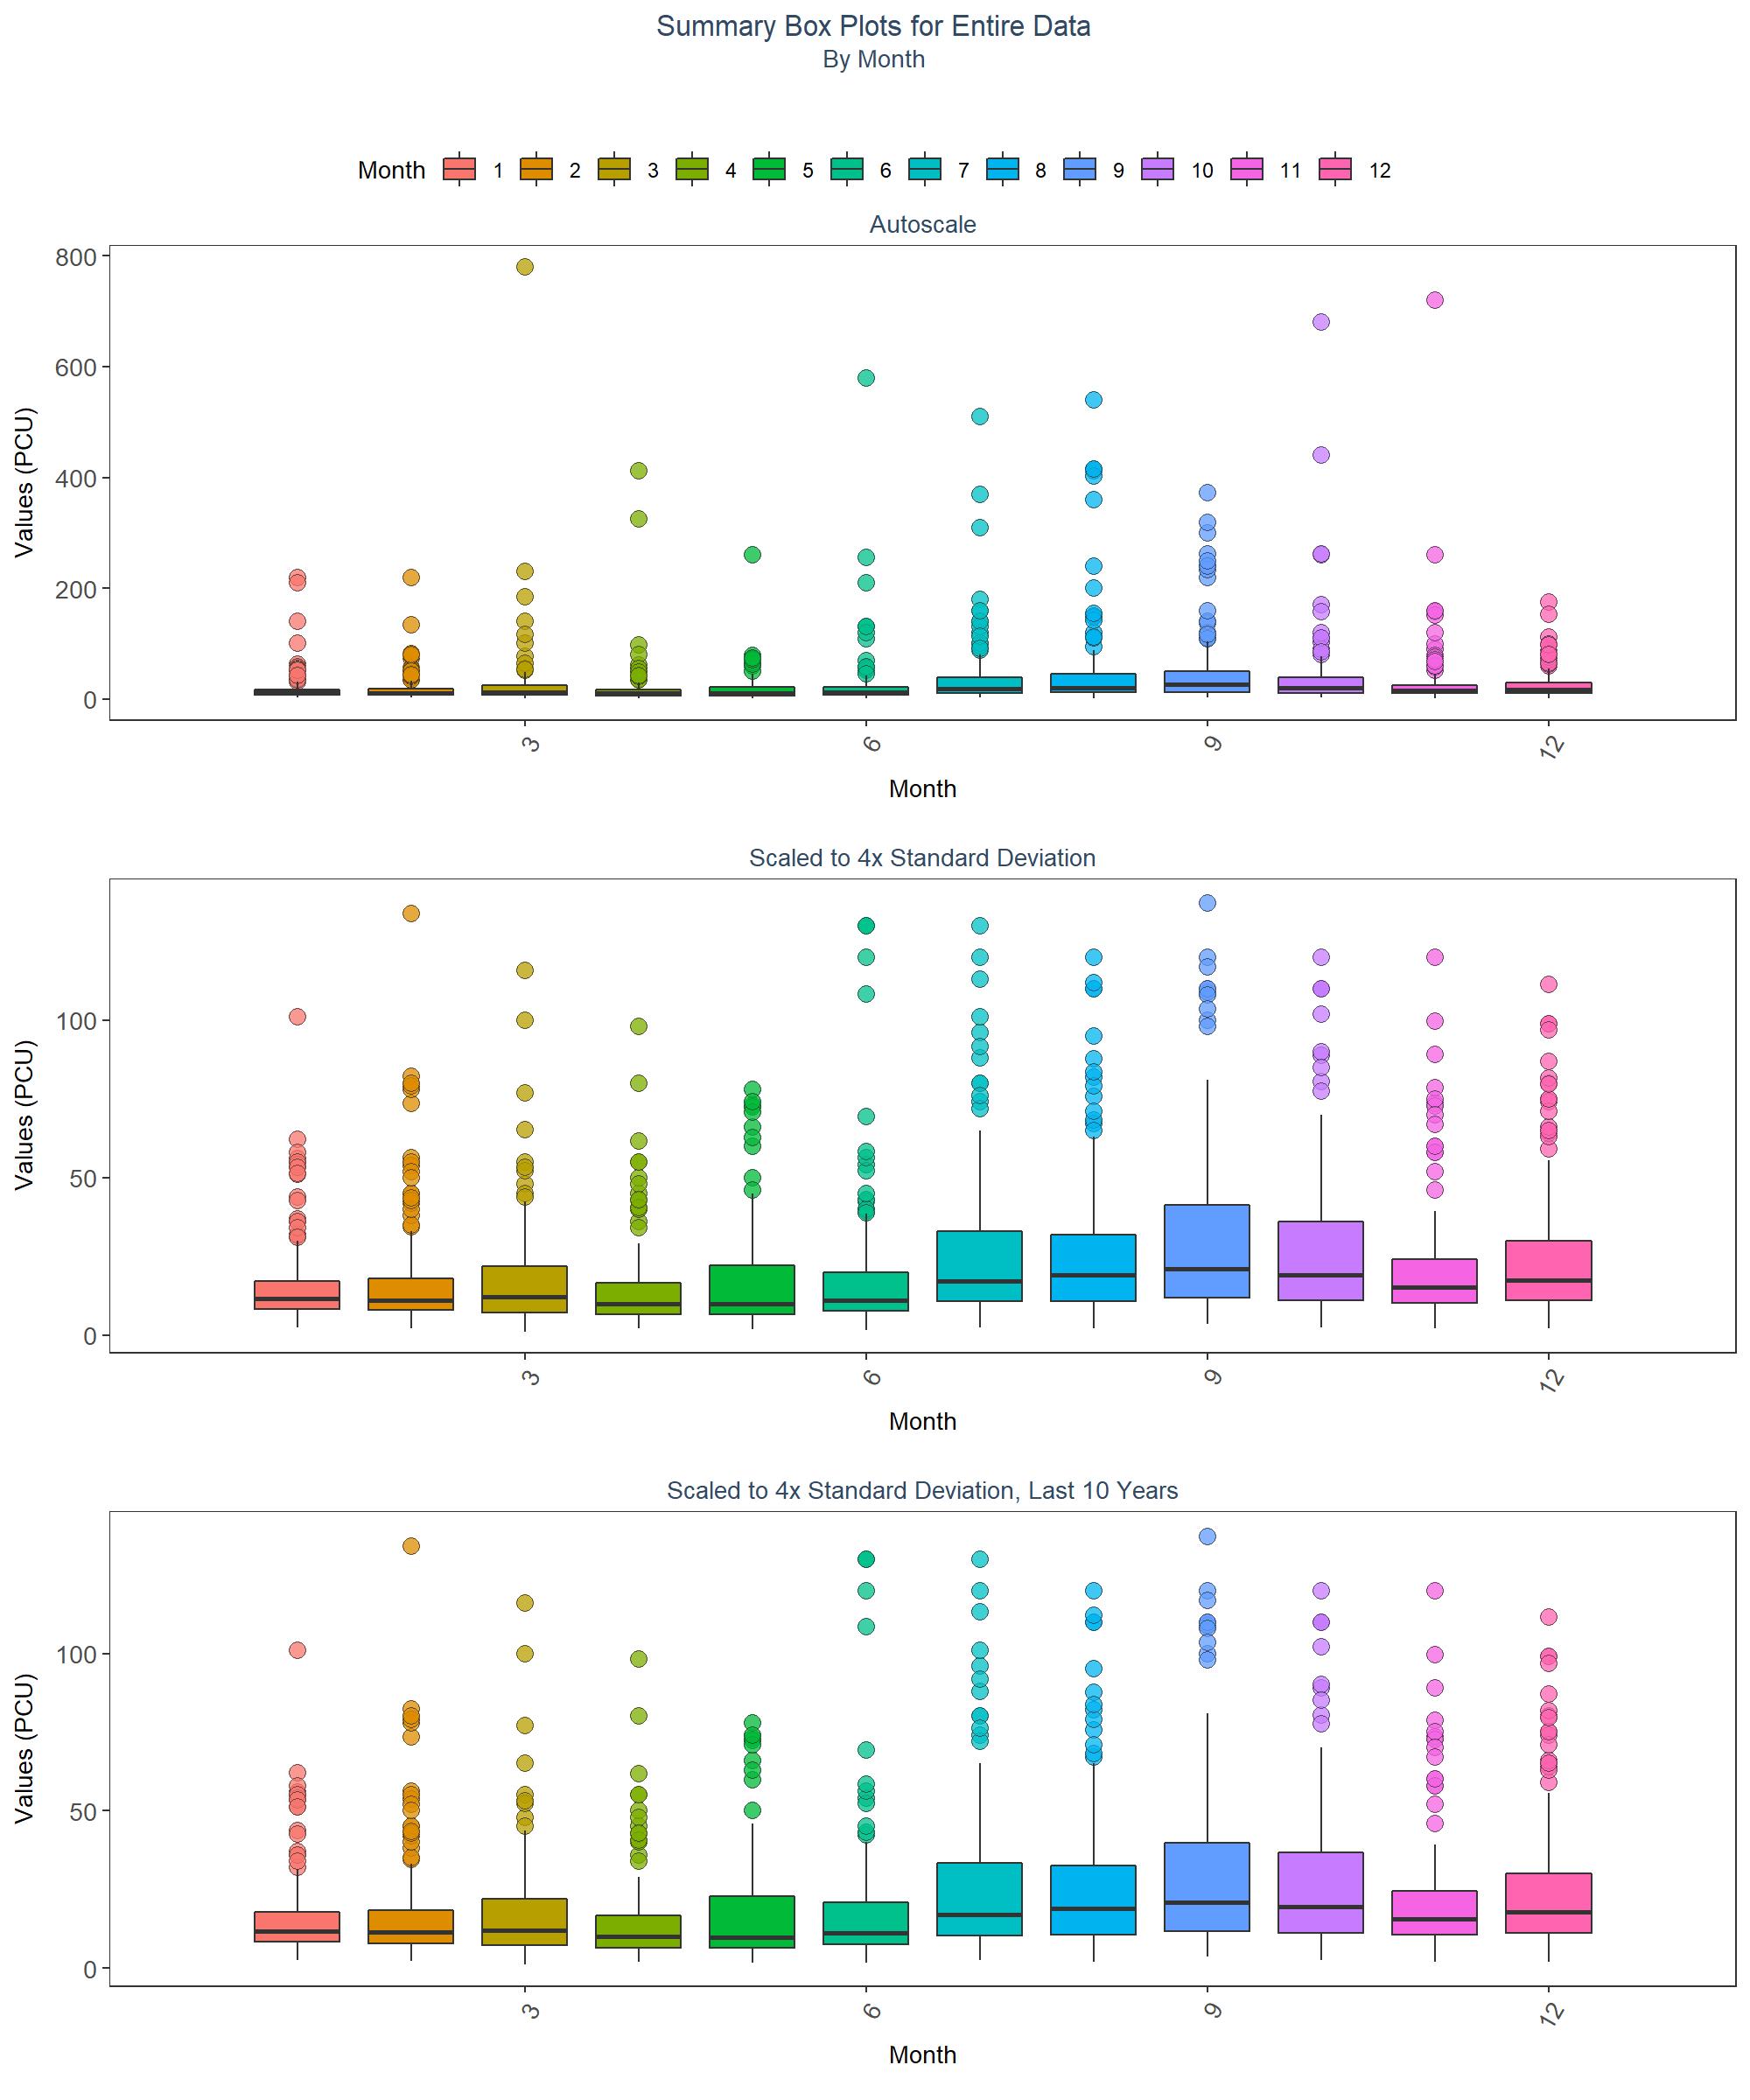 Summary Box Plots for Entire Data
By Month
Month 1 2 3 4 5 6 7 8 9 10 11 12
Autoscale
Values (PCU)
800
600
400
200
0
3 6 9 12
Month
Scaled to 4x Standard Deviation
Values (PCU)
100
50
0
3 6 9 12
Month
Scaled to 4x Standard Deviation, Last 10 Years
Values (PCU)
100
50
0
3 6 9 12
Month